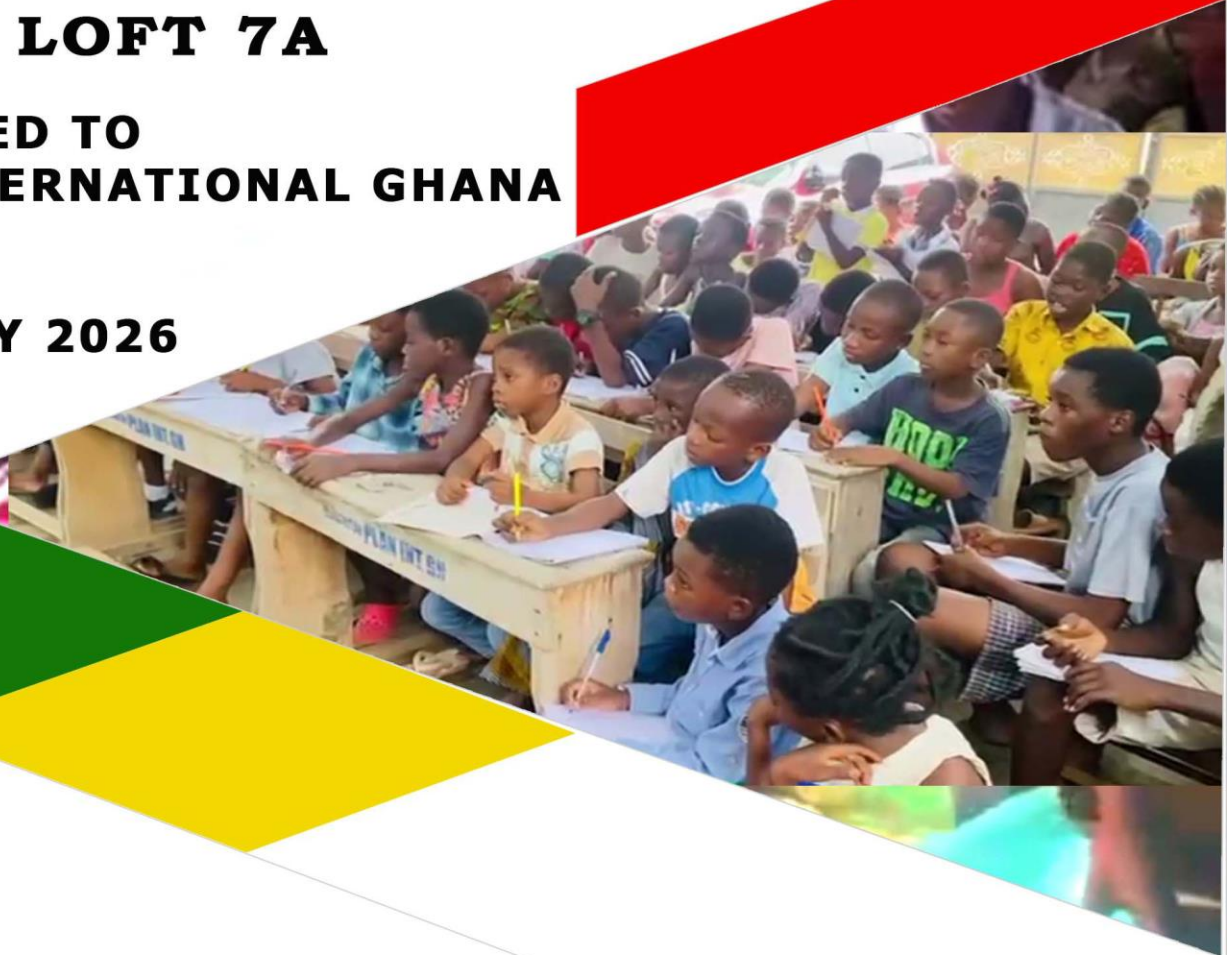 LOFT 7A
ED TO
ERNATIONAL GHANA
Y 2026
PLAN INT. GH
PLAN INT GH